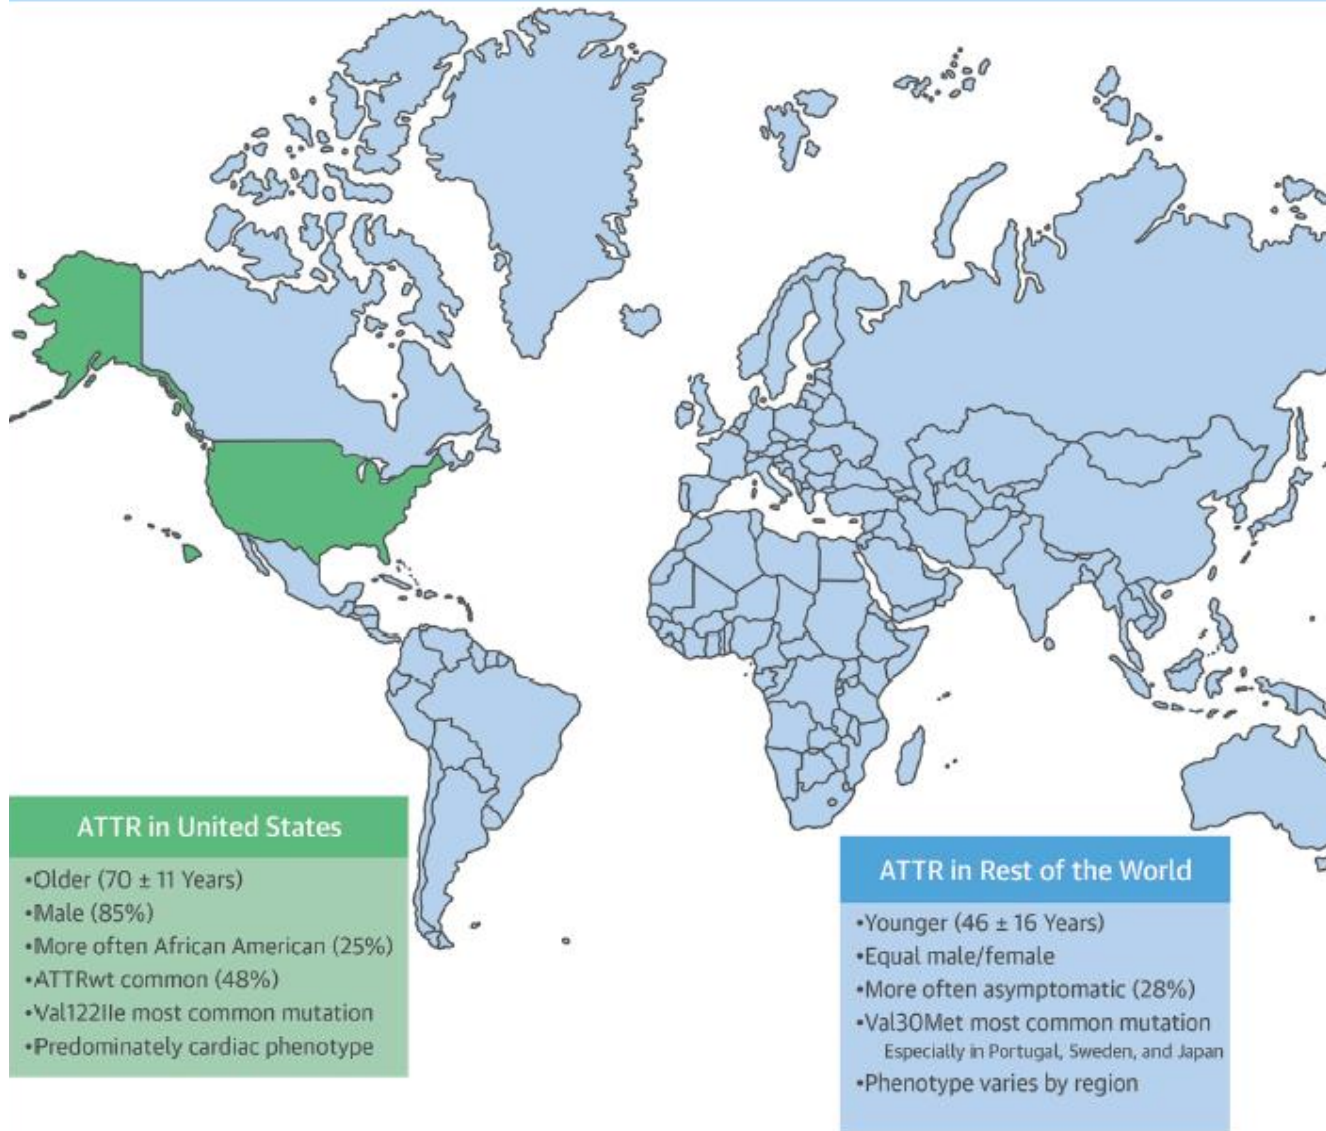 ATTR in United States
•Older (70 ± 11 Years)
•Male (85%)
•More often African American (25%)
•ATTRwt common (48%)
•Val122Ile most common mutation
•Predominately cardiac phenotype
ATTR in Rest of the World
•Younger (46 ± 16 Years)
•Equal male/female
•More often asymptomatic (28%)
•Val30Met most common mutation
Especially in Portugal, Sweden, and Japan
•Phenotype varies by region